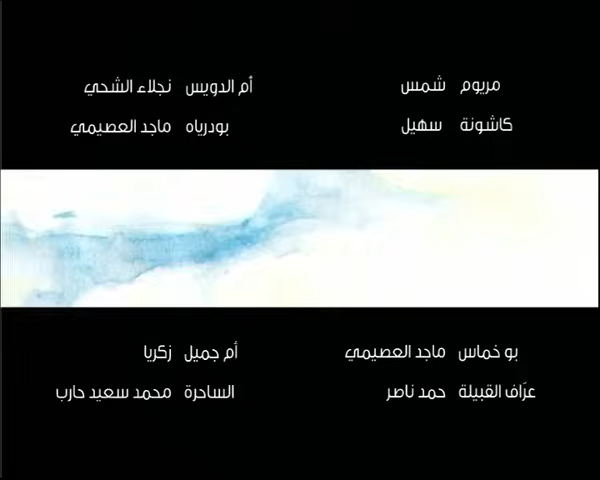 مريوم شمس أم الدويس نجلاء الشحي
كاشونة سهيل بودرياه ماجد العصيمي
بو خماس ماجد العصيمي أم جميل زكريا
عرّاف القبيلة حمد ناصر الساحرة محمد سعيد حارب